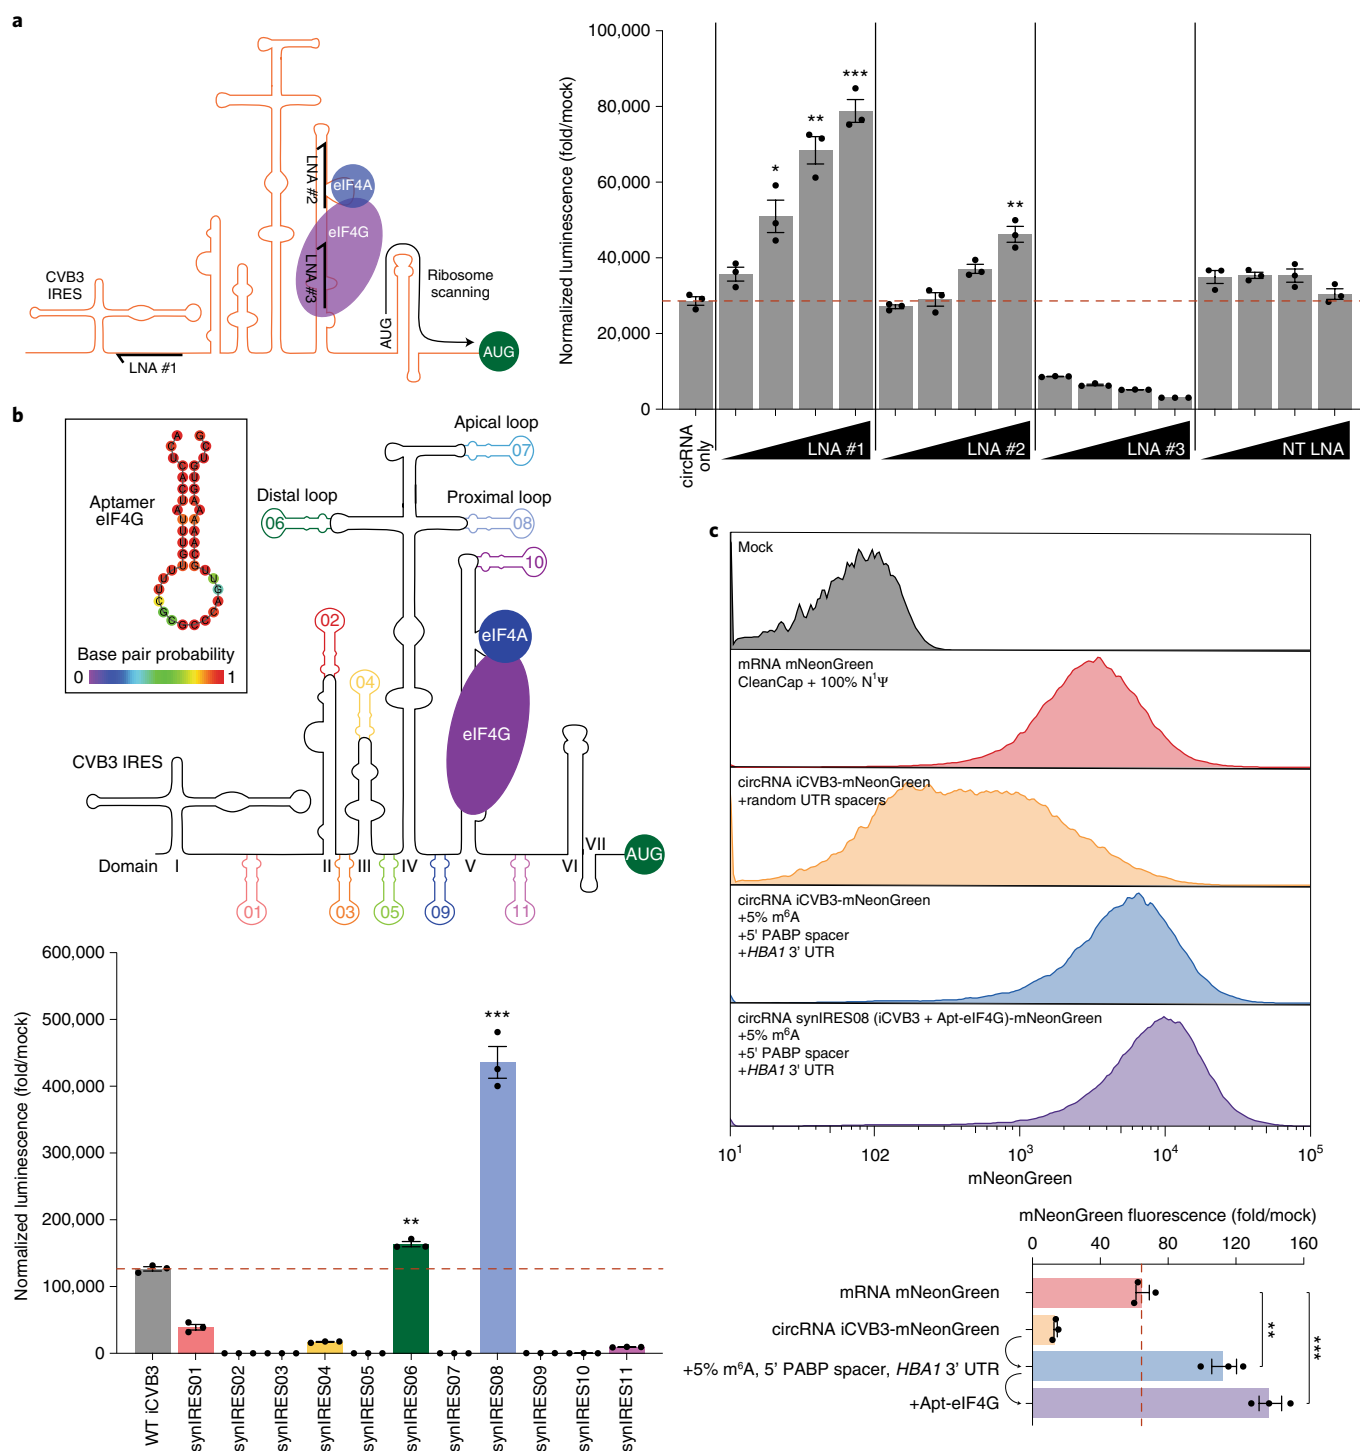 a
CVB3
IRES
LNA #1
LNA #2
LNA #3
eIF4A
eIF4G
AUG
Ribosome
scanning
AUG
Normalized luminescence (fold/mock)
100,000
80,000
60,000
40,000
20,000
0
*
**
***
**
circRNA
only
LNA #1
LNA #2
LNA #3
NT LNA
b
Aptamer
eIF4G
Base pair probability
0 1
Apical loop
07
Distal loop
06
Proximal loop
08
10
02
04
eIF4A
eIF4G
CVB3 IRES
Domain I II III IV V VI VII
AUG
01 03 05 09 11
Normalized luminescence (fold/mock)
600,000
500,000
400,000
300,000
200,000
100,000
0
**
***
WT iCVB3
synIRES01
synIRES02
synIRES03
synIRES04
synIRES05
synIRES06
synIRES07
synIRES08
synIRES09
synIRES10
synIRES11
c
Mock
mRNA mNeonGreen
CleanCap + 100% N¹Ψ
circRNA iCVB3-mNeonGreen
+random UTR spacers
circRNA iCVB3-mNeonGreen
+5% m⁶A
+5' PABP spacer
+HBA1 3' UTR
circRNA synIRES08 (iCVB3 + Apt-eIF4G)-mNeonGreen
+5% m⁶A
+5' PABP spacer
+HBA1 3' UTR
10¹ 102 10³ 10⁴ 10⁵
mNeonGreen
mNeonGreen fluorescence (fold/mock)
0 40 80 120 160
mRNA mNeonGreen
circRNA iCVB3-mNeonGreen
+5% m⁶A, 5' PABP spacer, HBA1 3' UTR
+Apt-eIF4G
**
***